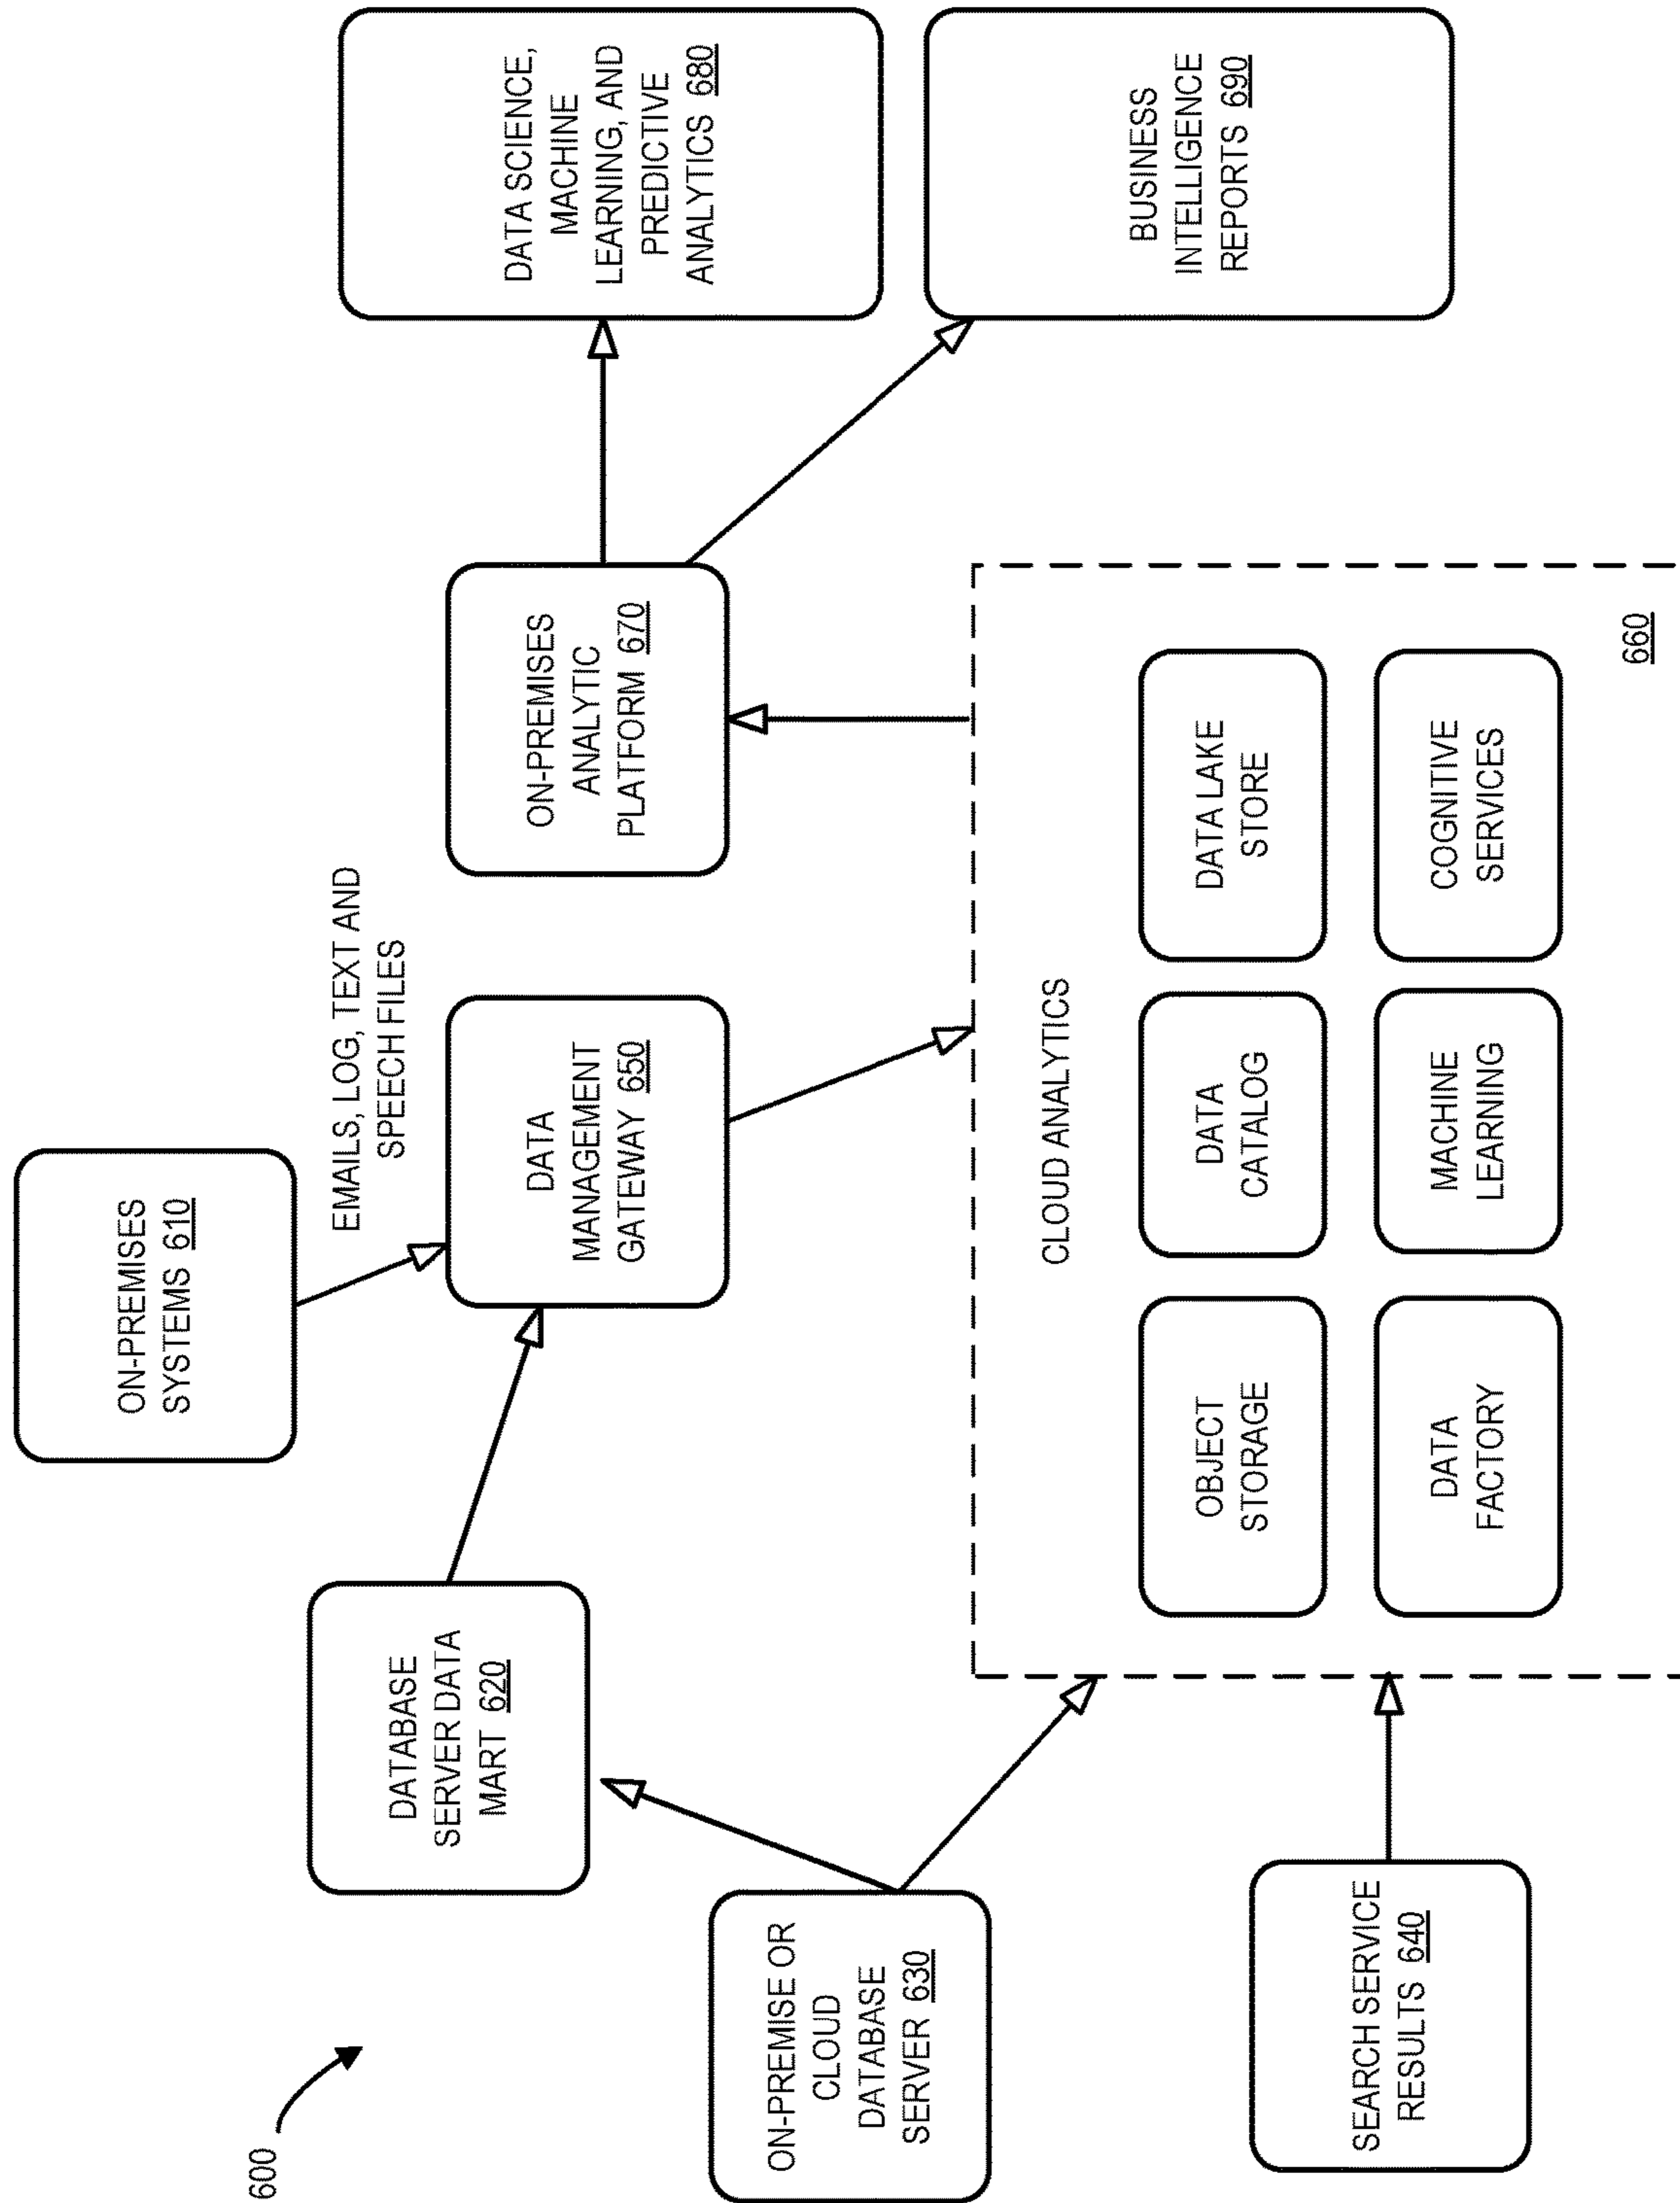 600
ON-PREMISES
SYSTEMS 610
EMAILS, LOG, TEXT AND
SPEECH FILES
DATABASE
SERVER DATA
MART 620
DATA
MANAGEMENT
GATEWAY 650
ON-PREMISES
ANALYTIC
PLATFORM 670
DATA SCIENCE,
MACHINE
LEARNING, AND
PREDICTIVE
ANALYTICS 680
ON-PREMISE OR
CLOUD
DATABASE
SERVER 630
BUSINESS
INTELLIGENCE
REPORTS 690
CLOUD ANALYTICS
OBJECT
STORAGE
DATA
CATALOG
DATA LAKE
STORE
DATA
FACTORY
MACHINE
LEARNING
COGNITIVE
SERVICES
660
SEARCH SERVICE
RESULTS 640